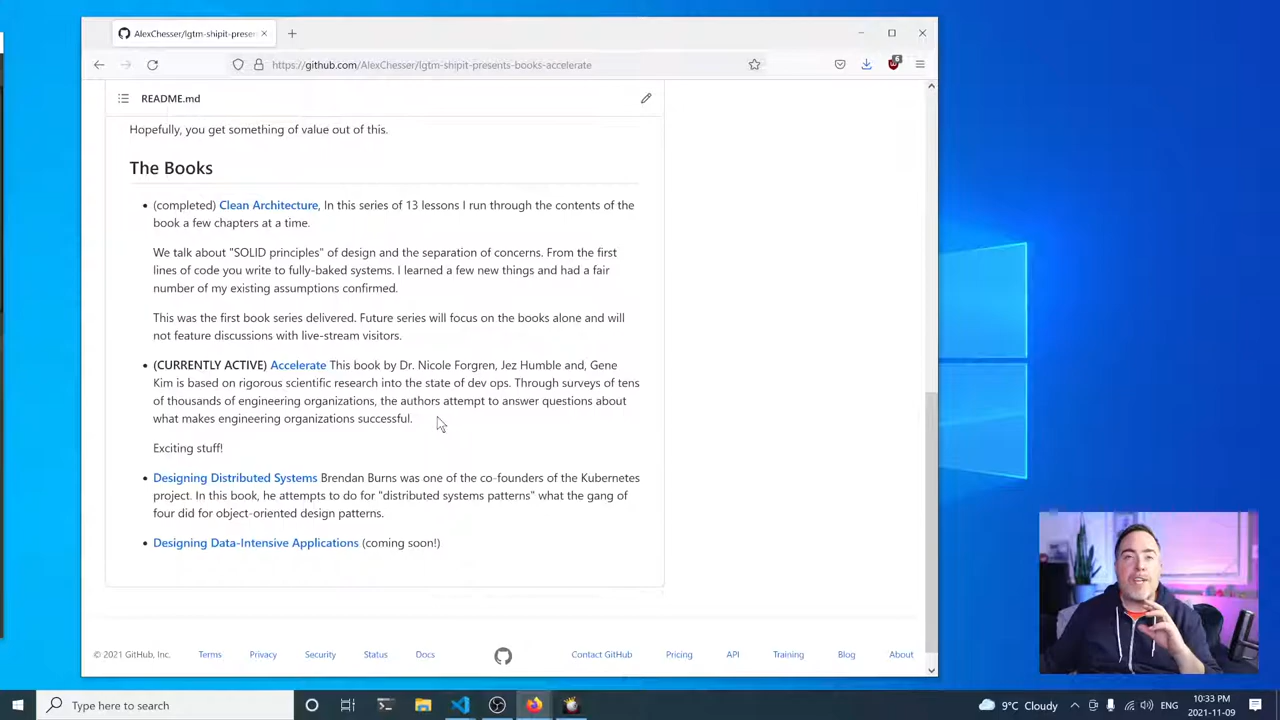 AlexChesser/lgtm-shipit-prese
https://github.com/AlexChesser/lgtm-shipit-presents-books-accelerate
6
README.md
Hopefully, you get something of value out of this.
The Books
(completed) Clean Architecture, In this series of 13 lessons I run through the contents of the
book a few chapters at a time.
We talk about "SOLID principles" of design and the separation of concerns. From the first
lines of code you write to fully-baked systems. I learned a few new things and had a fair
number of my existing assumptions confirmed.
This was the first book series delivered. Future series will focus on the books alone and will
not feature discussions with live-stream visitors.
(CURRENTLY ACTIVE) Accelerate This book by Dr. Nicole Forgren, Jez Humble and, Gene
Kim is based on rigorous scientific research into the state of dev ops. Through surveys of tens
of thousands of engineering organizations, the authors attempt to answer questions about
what makes engineering organizations successful.
Exciting stuff!
Designing Distributed Systems Brendan Burns was one of the co-founders of the Kubernetes
project. In this book, he attempts to do for "distributed systems patterns" what the gang of
four did for object-oriented design patterns.
Designing Data-Intensive Applications (coming soon!)
© 2021 GitHub, Inc. Terms Privacy Security Status Docs Contact GitHub Pricing API Training Blog About
Type here to search
9°C Cloudy
ENG
10:33 PM
2021-11-09